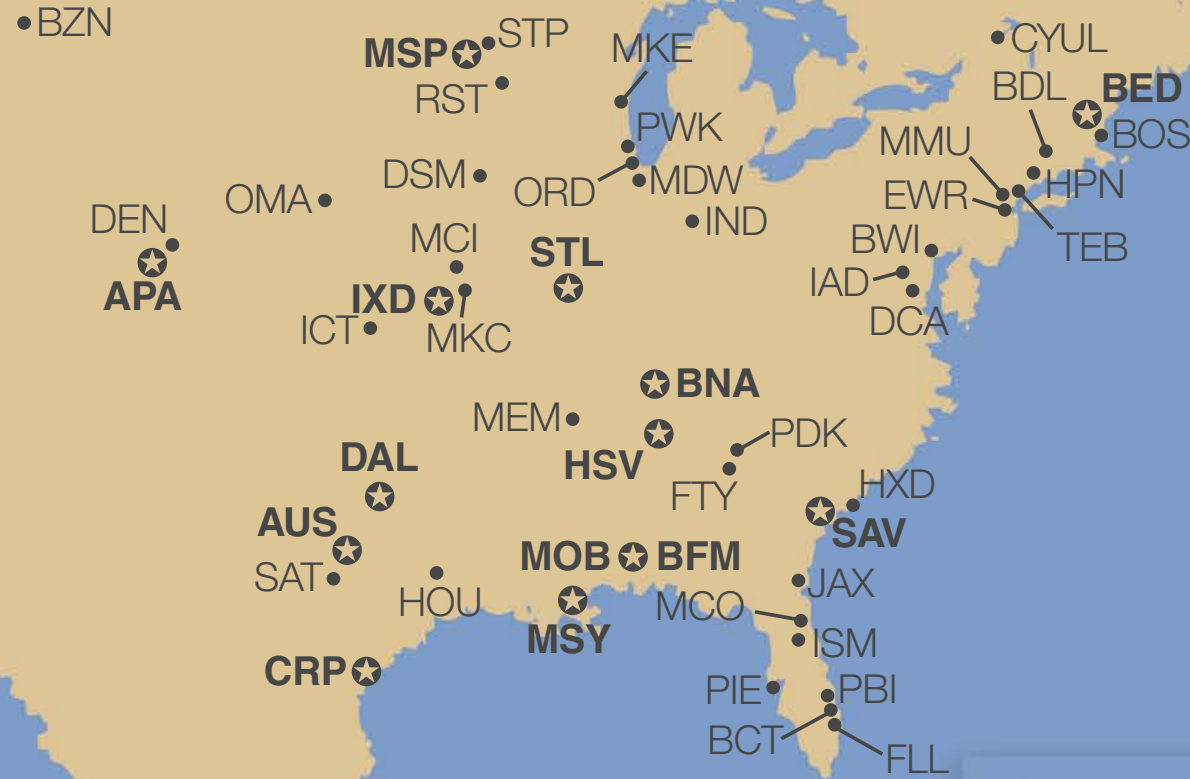 BZN
MSP
STP
RST
MKE
PWK
ORD
MDW
CYUL
BDL
BED
BOS
MMU
EWR
HPN
TEB
DSM
OMA
IND
DEN
APA
MCI
STL
BWI
IAD
DCA
IXD
ICT
MKC
BNA
MEM
HSV
PDK
FTY
DAL
AUS
SAT
HOU
HXD
SAV
MOB
BFM
MSY
JAX
MCO
ISM
CRP
PIE
PBI
BCT
FLL